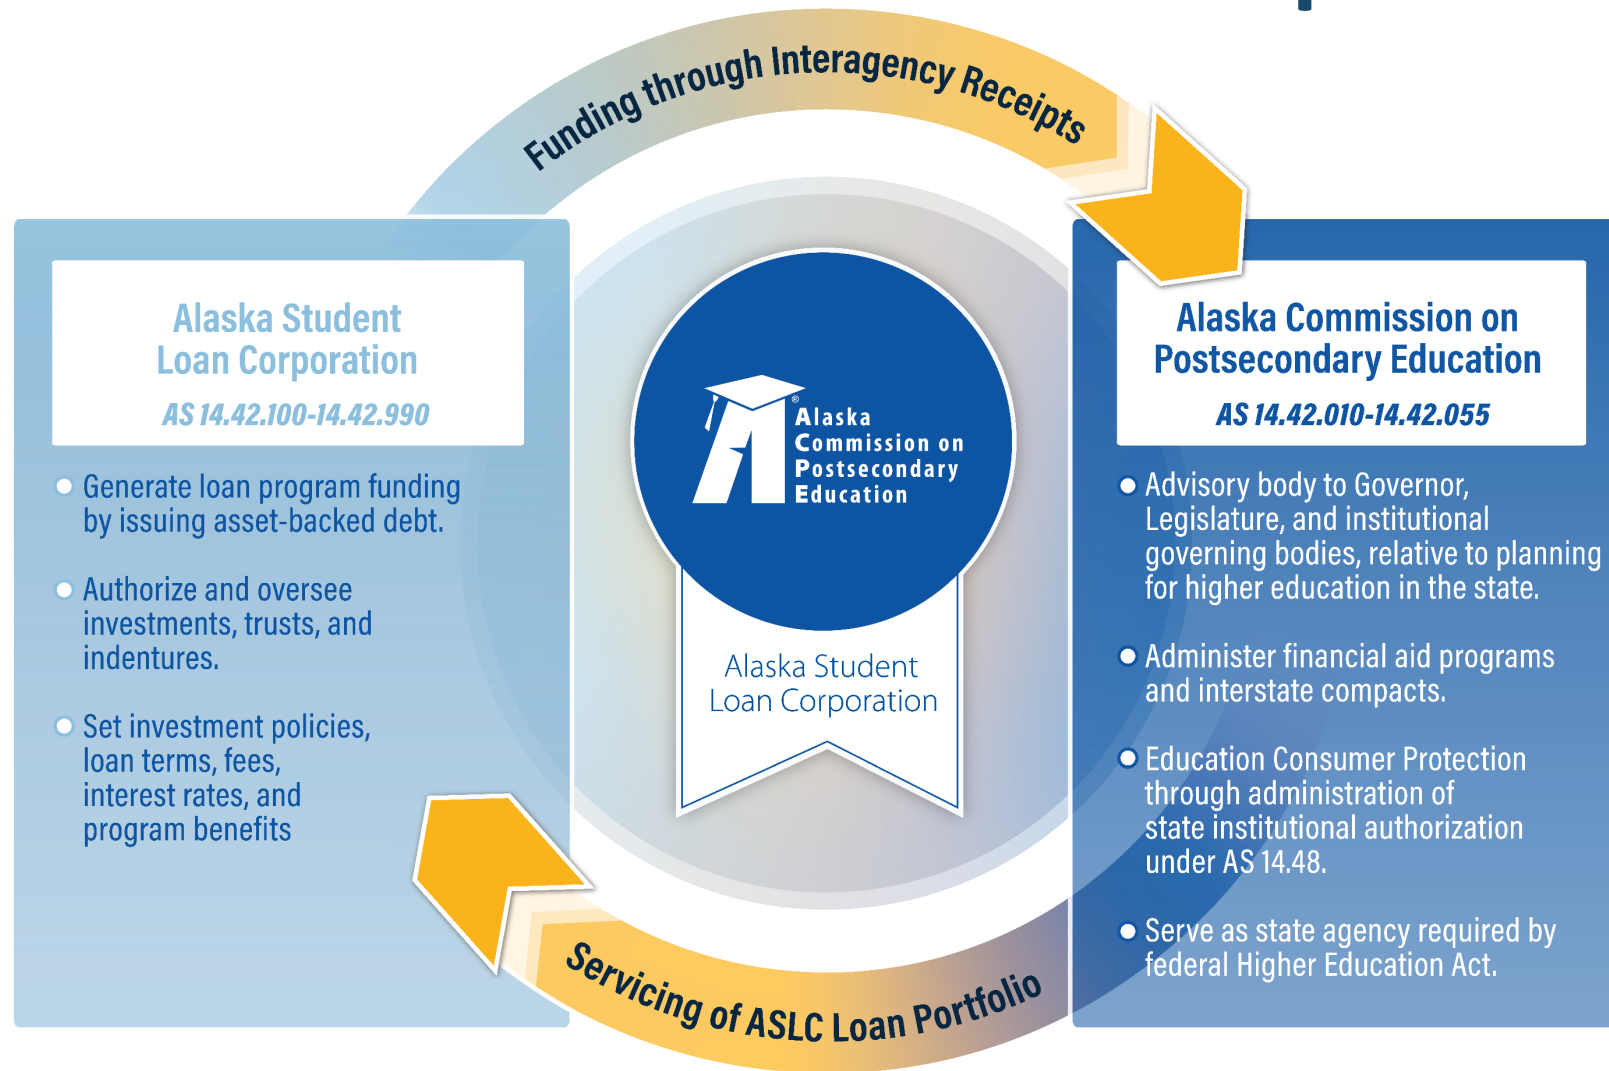 Funding through Interagency Receipts
Alaska Student
Loan Corporation
AS 14.42.100-14.42.990
Generate loan program funding
by issuing asset-backed debt.
Authorize and oversee
investments, trusts, and
indentures.
Set investment policies,
loan terms, fees,
interest rates, and
program benefits
Alaska
Commission on
Postsecondary
Education
®
Alaska Student
Loan Corporation
Alaska Commission on
Postsecondary Education
AS 14.42.010-14.42.055
Advisory body to Governor,
Legislature, and institutional
governing bodies, relative to planning
for higher education in the state.
Administer financial aid programs
and interstate compacts.
Education Consumer Protection
through administration of
state institutional authorization
under AS 14.48.
Serve as state agency required by
federal Higher Education Act.
Servicing of ASLC Loan Portfolio